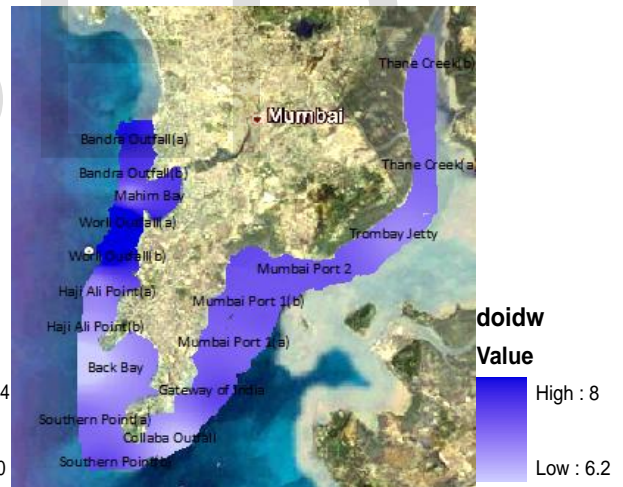 Thane Creek(b)
Mumbai
Bandra Outfall(a)
Thane Creek(a)
Bandra Outfall(b)
Mahim Bay
Worli Outfall(a)
Trombay Jetty
Worli Outfall(b)
Mumbai Port 2
Haji Ali Point(a)
Mumbai Port 1(b)
doidw
Haji Ali Point(b)
Mumbai Port 1(a)
Value
Back Bay
Gateway of India
4
High : 8
Southern Point(a)
Collaba Outfall
Southern Point(b)
0
Low : 6.2